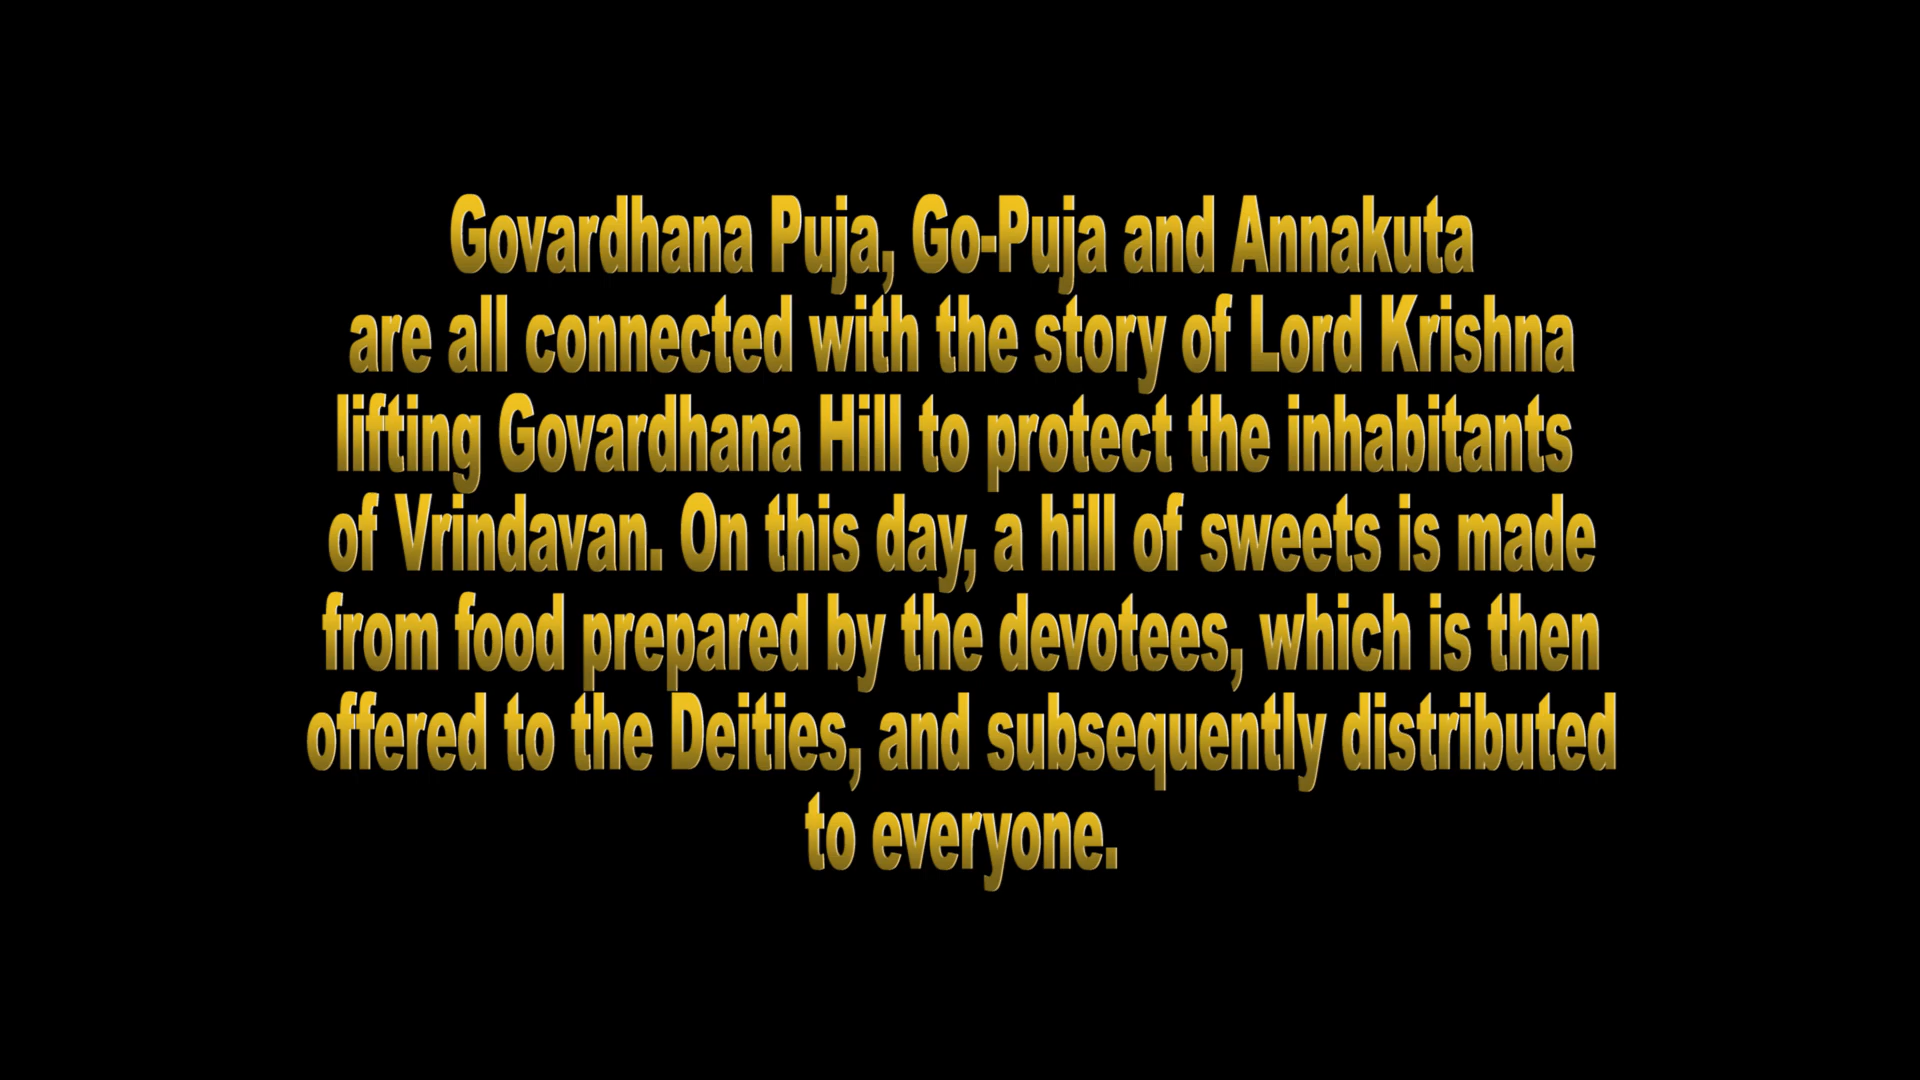 Govardhana Puja, Go-Puja and Annakuta
are all connected with the story of Lord Krishna
lifting Govardhana Hill to protect the inhabitants
of Vrindavan. On this day, a hill of sweets is made
from food prepared by the devotees, which is then
offered to the Deities, and subsequently distributed
to everyone.